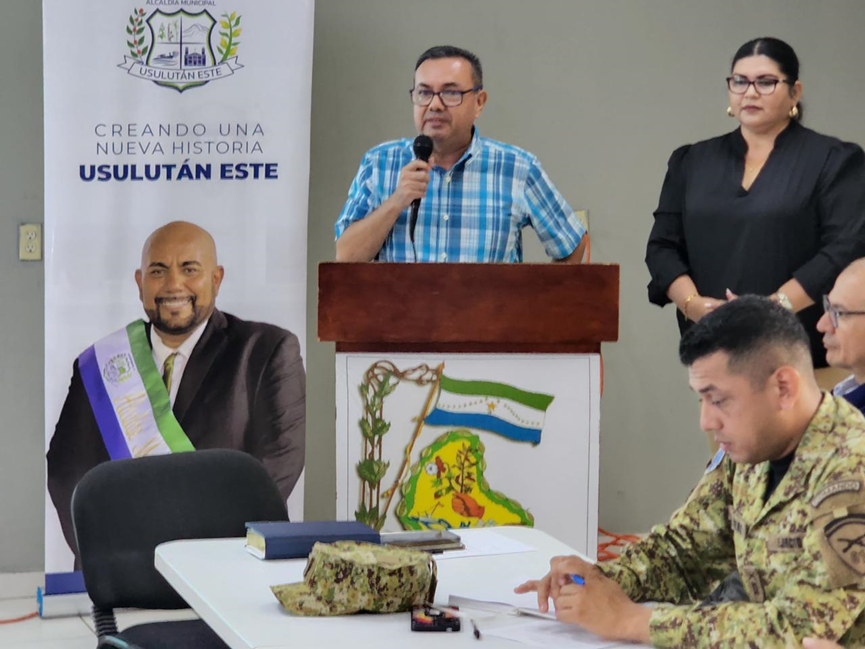 ALCALDÍA MUNICIPAL
USULUTÁN ESTE
CREANDO UNA
NUEVA HISTORIA
USULUTÁN ESTE